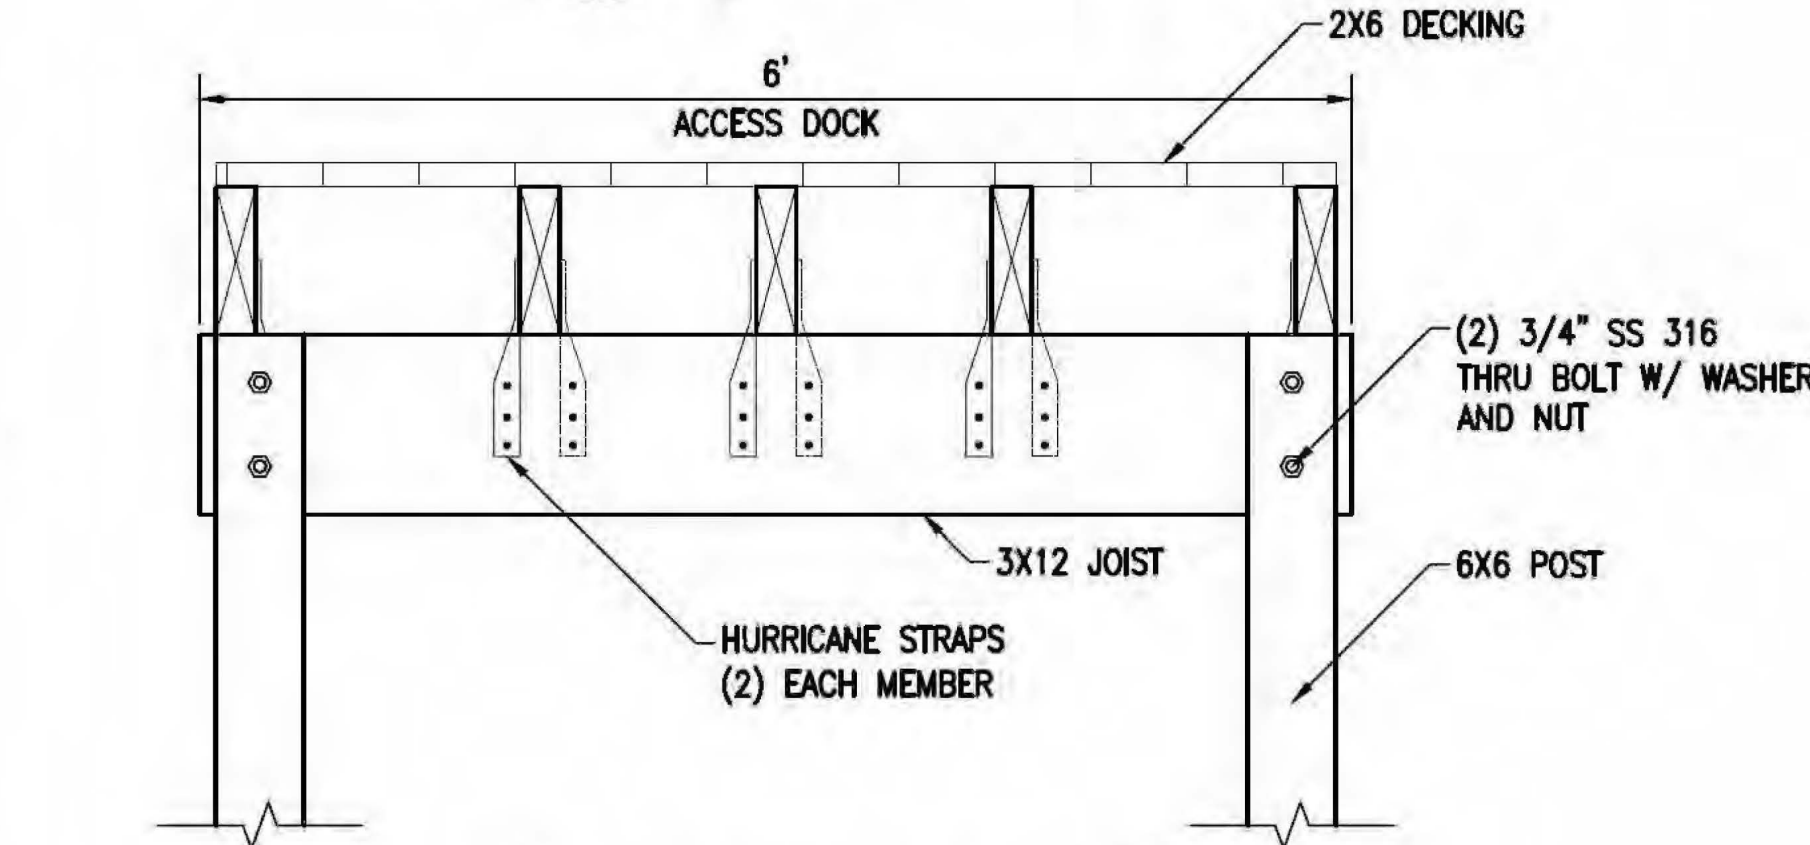 2X6 DECKING
6'
ACCESS DOCK
(2) 3/4" SS 316
THRU BOLT W/ WASHER
AND NUT
3X12 JOIST
6X6 POST
HURRICANE STRAPS
(2) EACH MEMBER